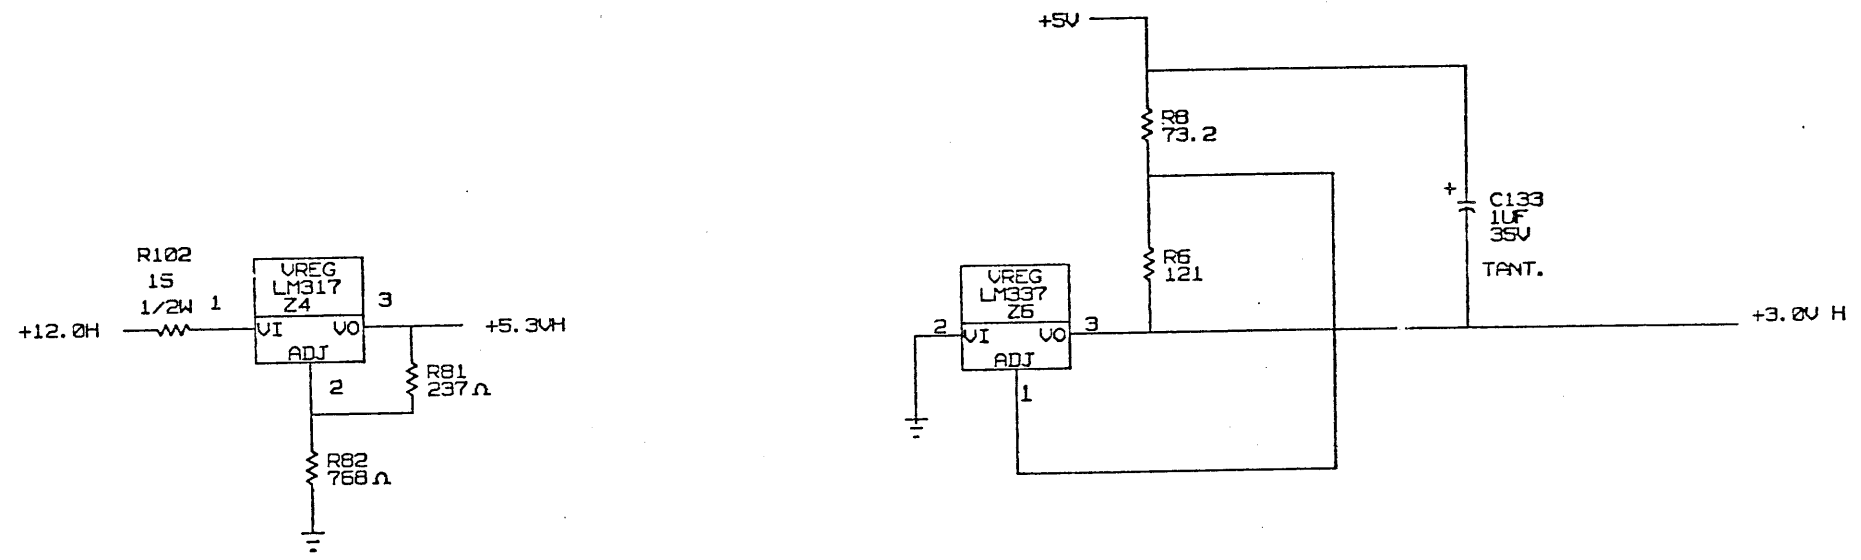 +5V
R8
73.2
+
C133
1UF
35V
TANT.
R6
121
VREG
LM337
Z6
2
VI
VO
3
ADJ
1
+3.0V H
R102
15
1/2W
1
VREG
LM317
Z4
3
+12.0H
VI
VO
+5.3VH
ADJ
2
R81
237Ω
R82
768Ω